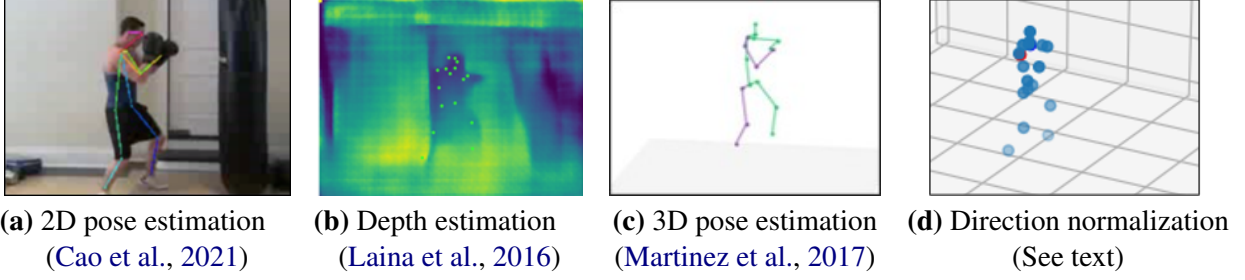 (a) 2D pose estimation
(Cao et al., 2021)
(b) Depth estimation
(Laina et al., 2016)
(c) 3D pose estimation
(Martinez et al., 2017)
(d) Direction normalization
(See text)